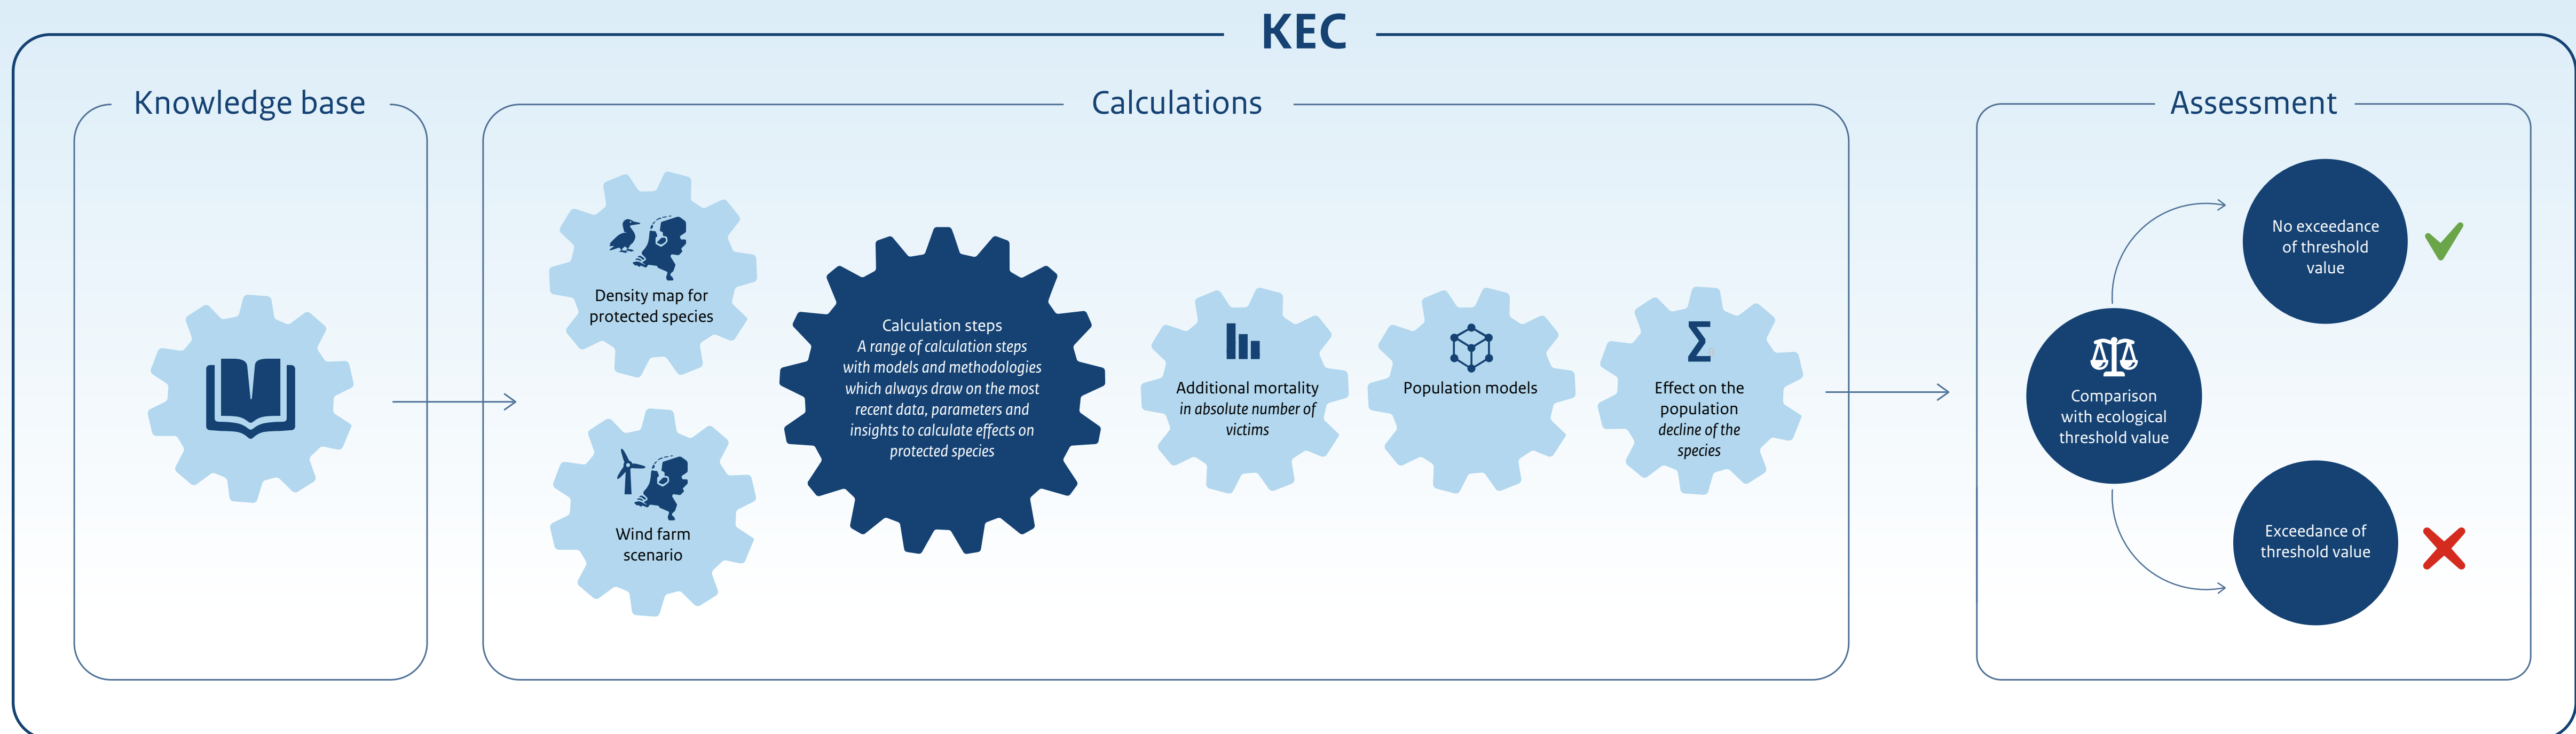 KEC
Knowledge base
Calculations
Density map for
protected species
Wind farm
scenario
Calculation steps
A range of calculation steps
with models and methodologies
which always draw on the most
recent data, parameters and
insights to calculate effects on
protected species
Additional mortality
in absolute number of
victims
Population models
Σ
Effect on the
population
decline of the
species
Assessment
Comparison
with ecological
threshold value
No exceedance
of threshold
value
Exceedance of
threshold value